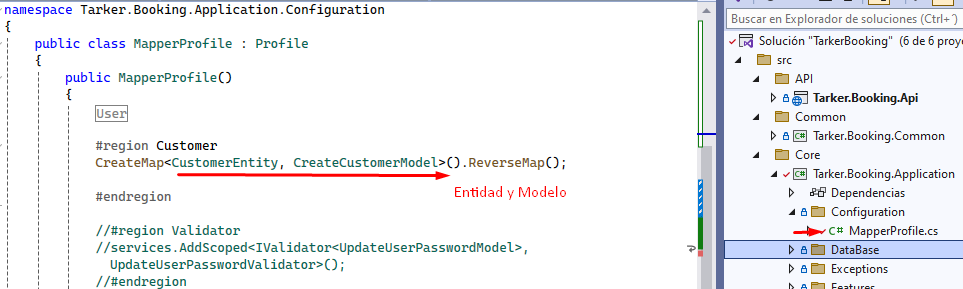 namespace Tarker.Booking.Application.Configuration
{
public class MapperProfile : Profile
{
public MapperProfile()
{
User
#region Customer
CreateMap<CustomerEntity, CreateCustomerModel>().ReverseMap();
Entidad y Modelo
#endregion
//#region Validator
//services.AddScoped<IValidator<UpdateUserPasswordModel>,
UpdateUserPasswordValidator>();
//#endregion
Buscar en Explorador de soluciones (Ctrl+´)
Solución "TarkerBooking" (6 de 6 proye
src
API
Tarker.Booking.Api
Common
Tarker.Booking.Common
Core
Tarker.Booking.Application
Dependencias
Configuration
MapperProfile.cs
DataBase
Exceptions
Features